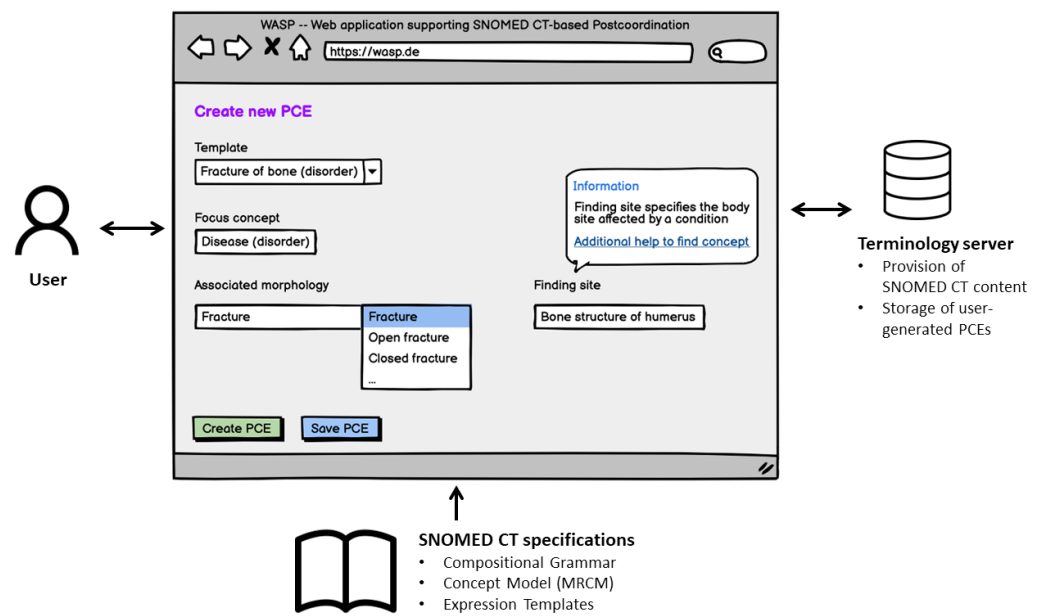 WASP -- Web application supporting SNOMED CT-based Postcoordination
https://wasp.de
Create new PCE
Template
Fracture of bone (disorder)
Information
Finding site specifies the body
site affected by a condition
Additional help to find concept
Focus concept
Disease (disorder)
Associated morphology
Fracture
Fracture
Open fracture
Closed fracture
...
Finding site
Bone structure of humerus
Create PCE
Save PCE
User
Terminology server
• Provision of
SNOMED CT content
• Storage of user-
generated PCEs
SNOMED CT specifications
• Compositional Grammar
• Concept Model (MRCM)
• Expression Templates